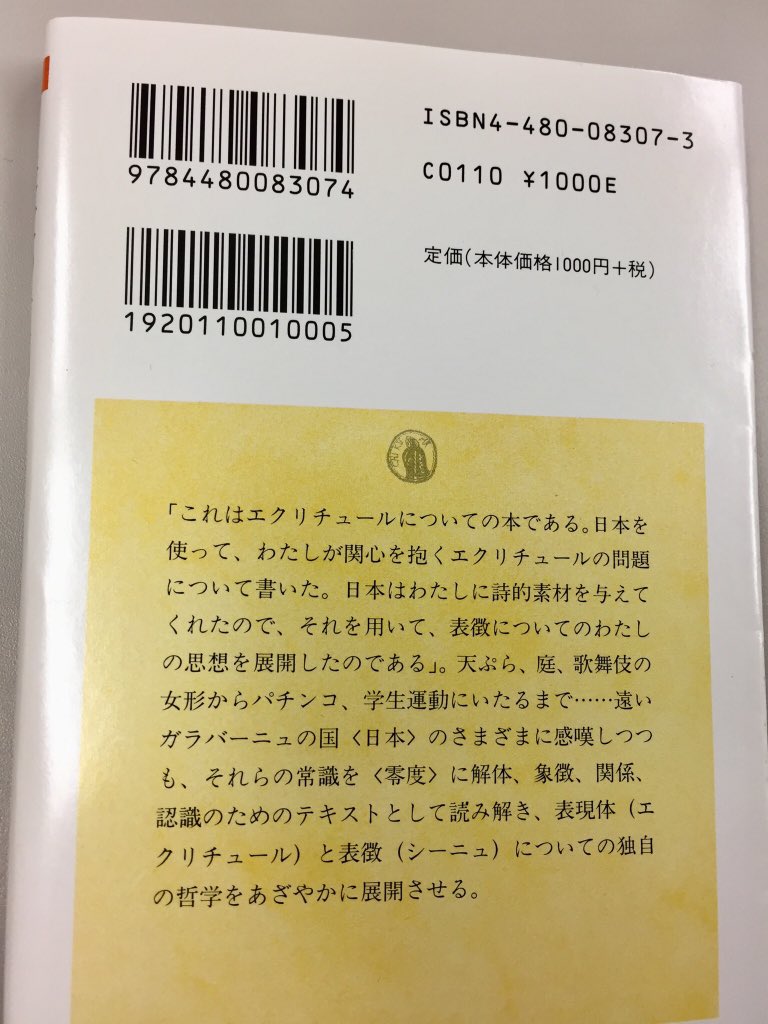 ISBN4-480-08307-3
9784480083074
C0110 ¥1000E
定価(本体価格1000円+税)
1920110010005
「これはエクリチュールについての本である。日本を
使って、わたしが関心を抱くエクリチュールの問題
について書いた。日本はわたしに詩的素材を与えて
くれたので、それを用いて、表徴についてのわたし
の思想を展開したのである」。天ぷら、庭、歌舞伎の
女形からパチンコ、学生運動にいたるまで……遠い
ガラバーニュの国〈日本〉のさまざまに感嘆しつつ
も、それらの常識を〈零度〉に解体、象徴、関係、
認識のためのテキストとして読み解き、表現体（エ
クリチュール）と表徴（シーニュ）についての独自
の哲学をあざやかに展開させる。